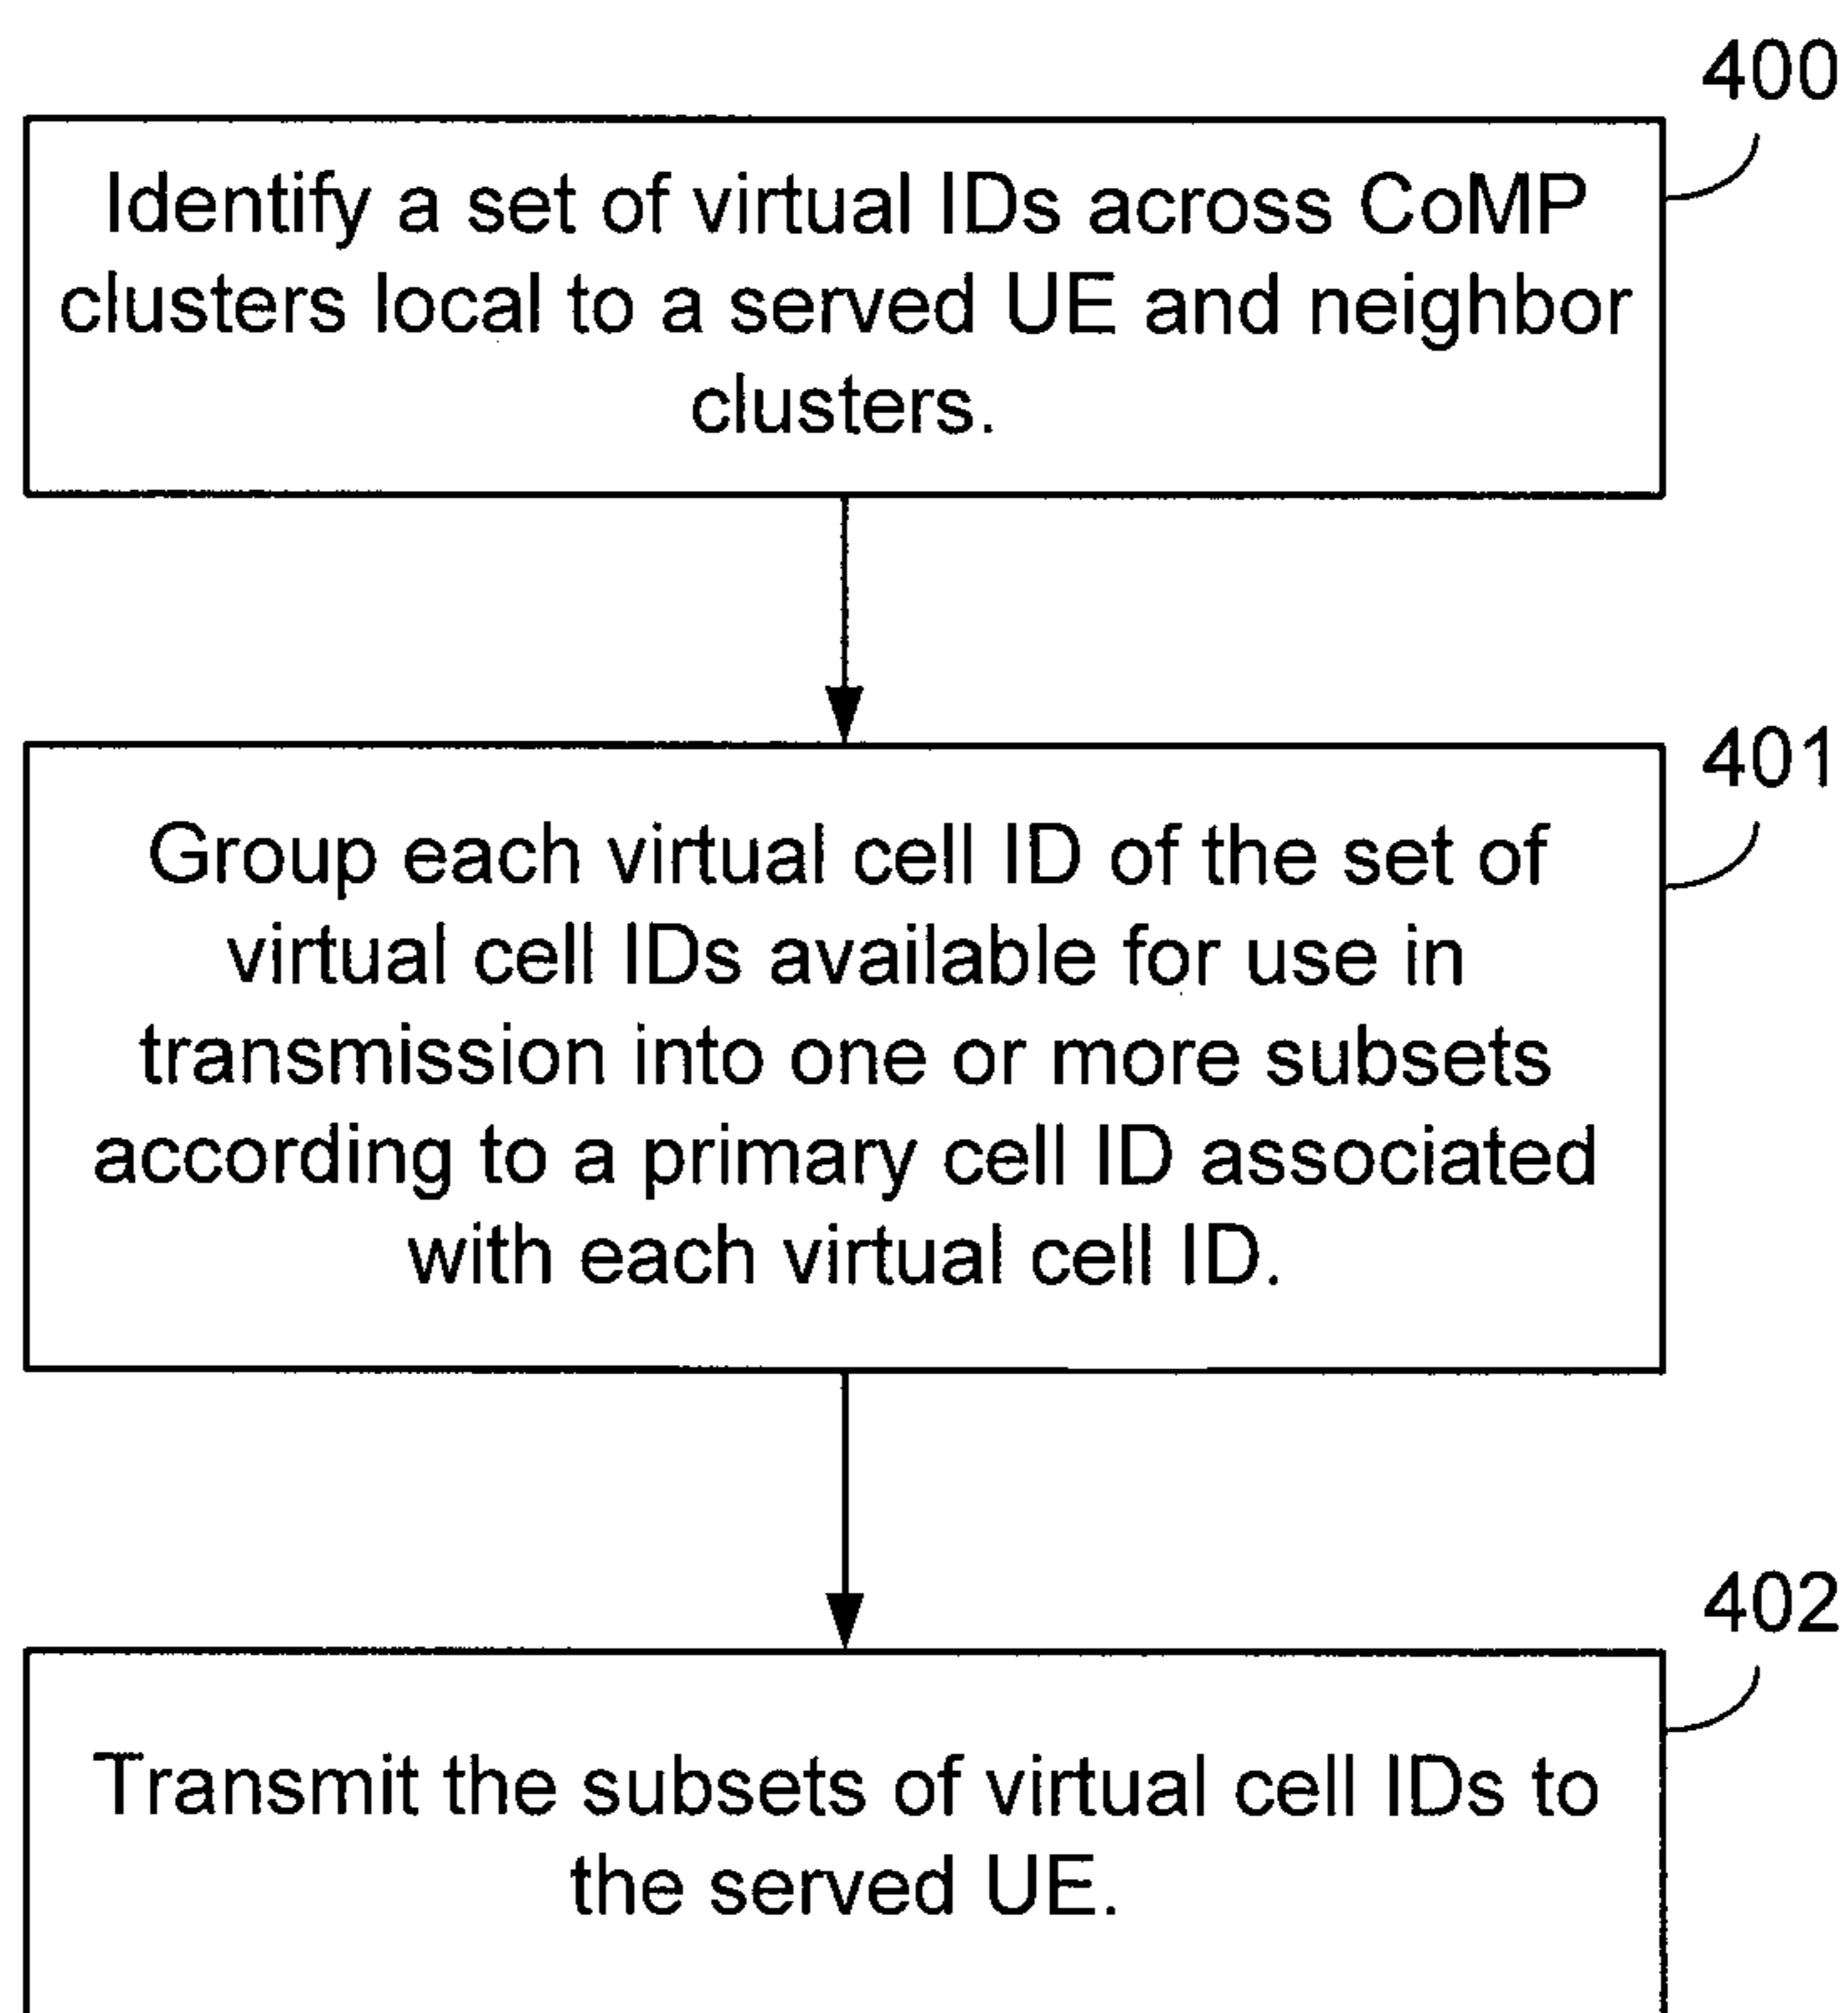 400
Identify a set of virtual IDs across CoMP
clusters local to a served UE and neighbor
clusters.
401
Group each virtual cell ID of the set of
virtual cell IDs available for use in
transmission into one or more subsets
according to a primary cell ID associated
with each virtual cell ID.
402
Transmit the subsets of virtual cell IDs to
the served UE.